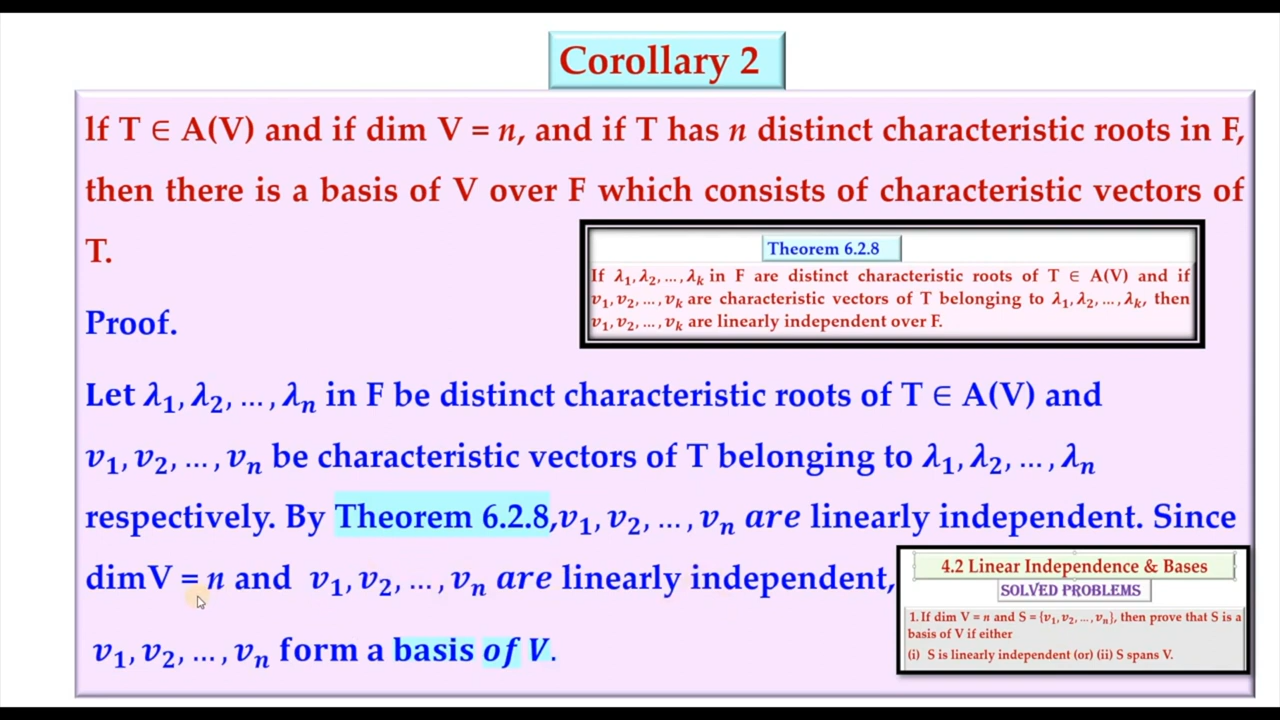 Corollary 2
If T ∈ A(V) and if dim V = n, and if T has n distinct characteristic roots in F,
then there is a basis of V over F which consists of characteristic vectors of
T.
Theorem 6.2.8
If λ₁, λ₂, ..., λₖ in F are distinct characteristic roots of T ∈ A(V) and if
v₁, v₂, ..., vₖ are characteristic vectors of T belonging to λ₁, λ₂, ..., λₖ, then
v₁, v₂, ..., vₖ are linearly independent over F.
Proof.
Let λ₁, λ₂, ..., λₙ in F be distinct characteristic roots of T ∈ A(V) and
v₁, v₂, ..., vₙ be characteristic vectors of T belonging to λ₁, λ₂, ..., λₙ
respectively. By Theorem 6.2.8, v₁, v₂, ..., vₙ are linearly independent. Since
dimV = n and v₁, v₂, ..., vₙ are linearly independent,
v₁, v₂, ..., vₙ form a basis of V.
4.2 Linear Independence & Bases
SOLVED PROBLEMS
1. If dim V = n and S = {v₁, v₂, ..., vₙ}, then prove that S is a
basis of V if either
(i) S is linearly independent (or) (ii) S spans V.